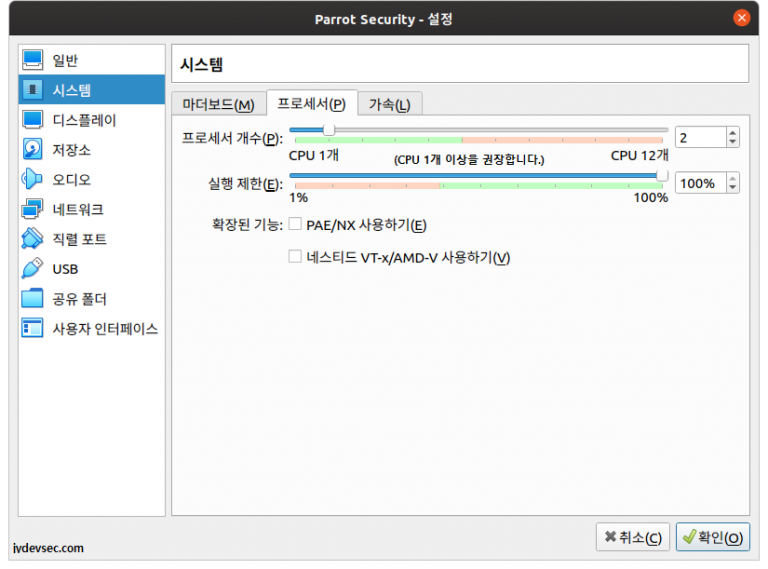 Parrot Security - 설정
일반
시스템
디스플레이
저장소
오디오
네트워크
직렬 포트
USB
공유 폴더
사용자 인터페이스
시스템
마더보드(M) 프로세서(P) 가속(L)
프로세서 개수(P): 2
CPU 1개 (CPU 1개 이상을 권장합니다.) CPU 12개
실행 제한(E): 100%
1% 100%
확장된 기능: PAE/NX 사용하기(E)
네스티드 VT-x/AMD-V 사용하기(V)
취소(C) 확인(O)
jvdevsec.com